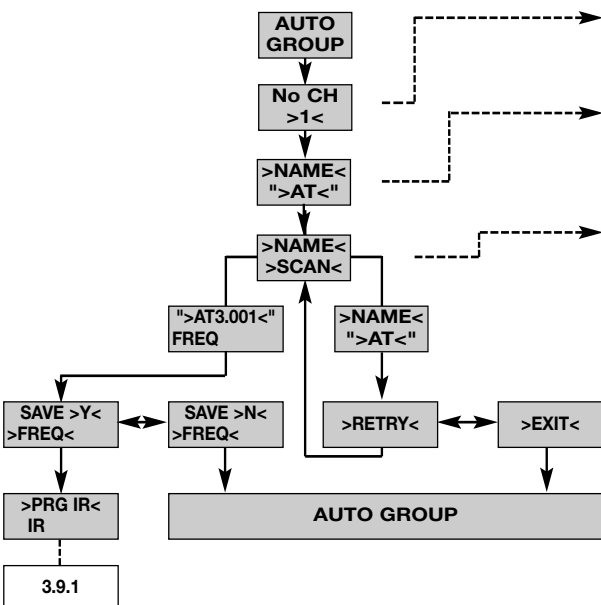 AUTO
GROUP
No CH
>1<
>NAME<
">AT<"
>NAME<
>SCAN<
">AT3.001<"
FREQ
>NAME<
">AT<"
SAVE >Y<
>FREQ<
SAVE >N<
>FREQ<
>RETRY<
>EXIT<
>PRG IR<
IR
AUTO GROUP
3.9.1